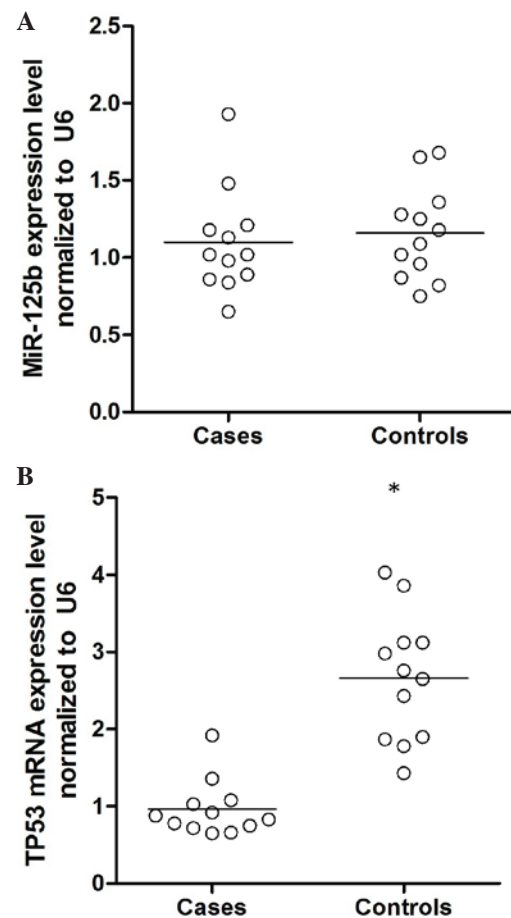 A
MiR-125b expression level
normalized to U6
2.5
2.0
1.5
1.0
0.5
0.0
Cases Controls
B
TP53 mRNA expression level
normalized to U6
*
5
4
3
2
1
0
Cases Controls